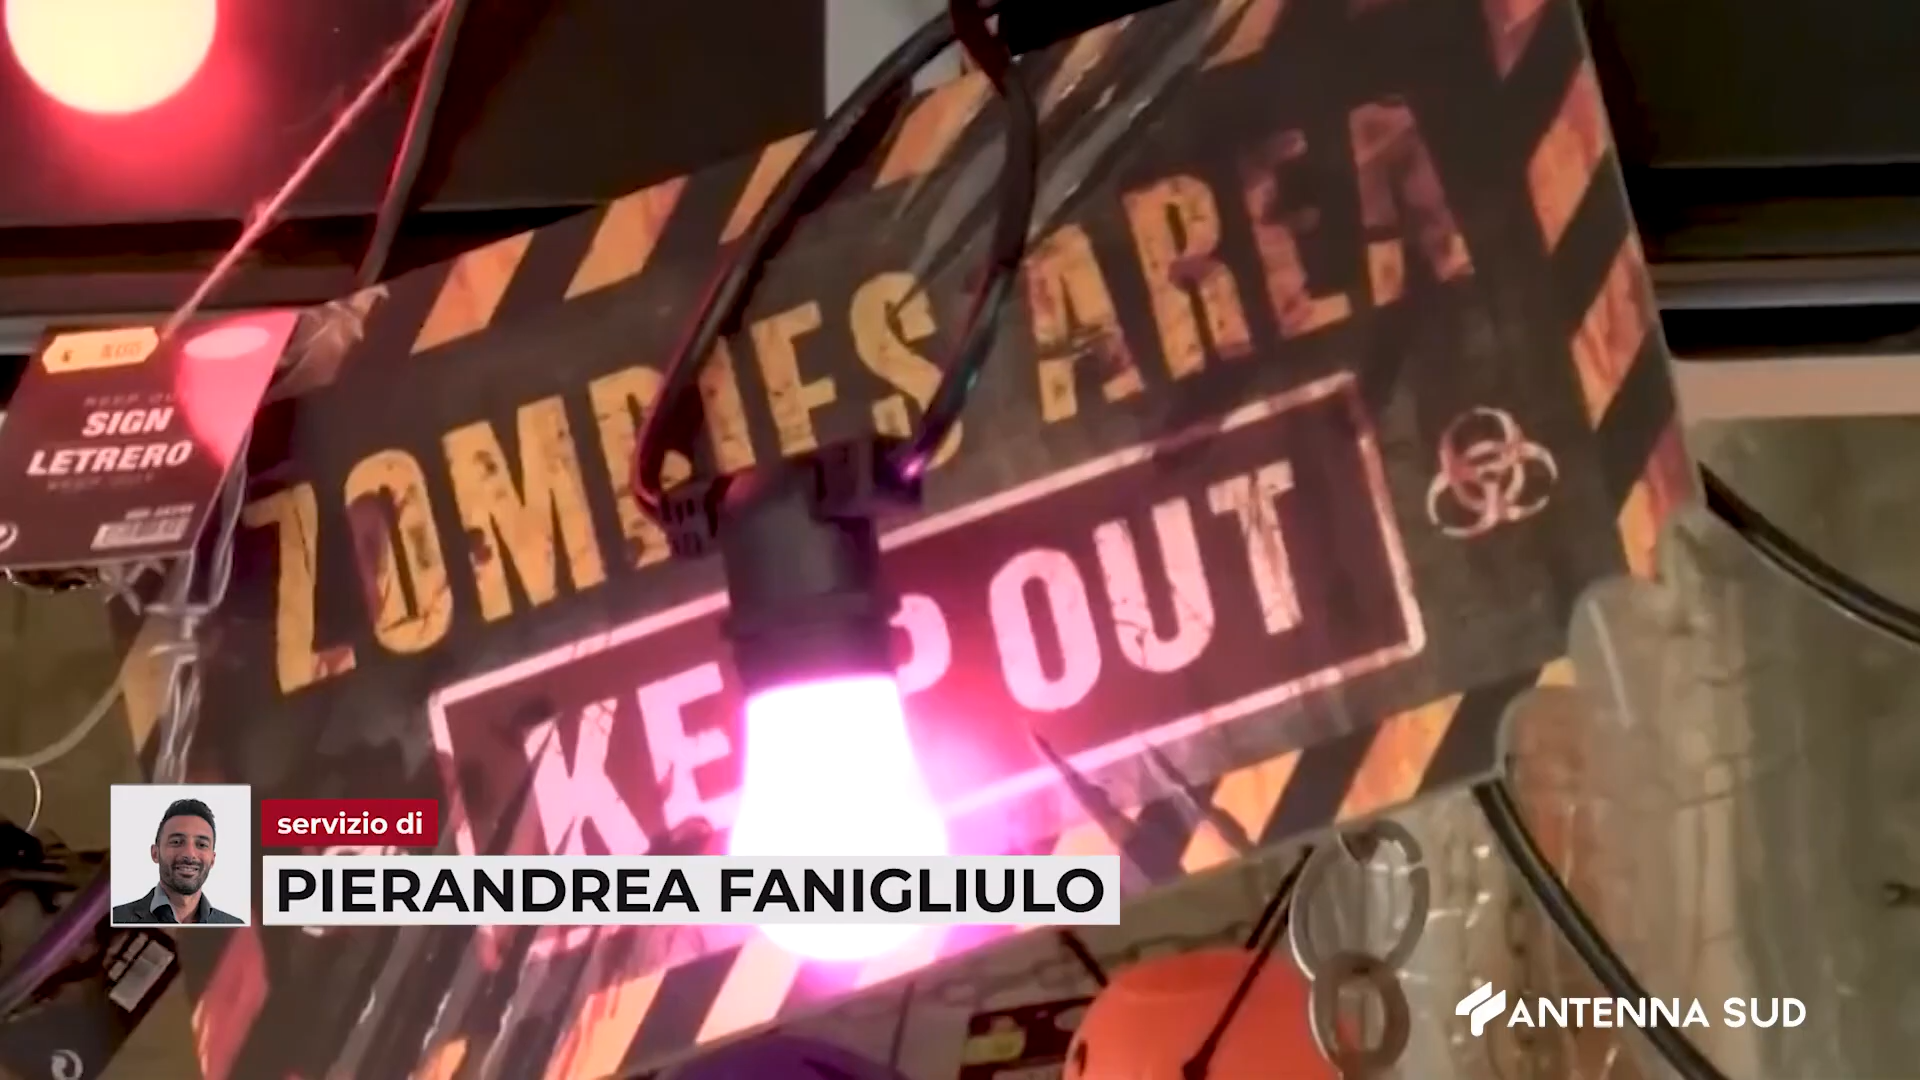 ZOMBIES AREA
KEEP OUT
SIGN
LETRERO
servizio di
PIERANDREA FANIGLIULO
ANTENNA SUD